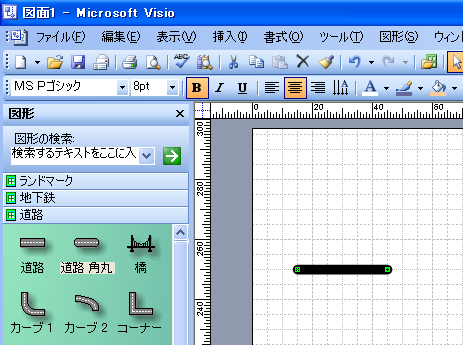 図面1 - Microsoft Visio
ファイル(F) 編集(E) 表示(V) 挿入(I) 書式(O) ツール(T) 図形(S) ウィン
MS Pゴシック 8pt B I U A
図形
図形の検索:
検索するテキストをここに入
ランドマーク
地下鉄
道路
道路 道路 角丸 橋
カーブ 1 カーブ 2 コーナー
0 20 40 60
300
280
260
240